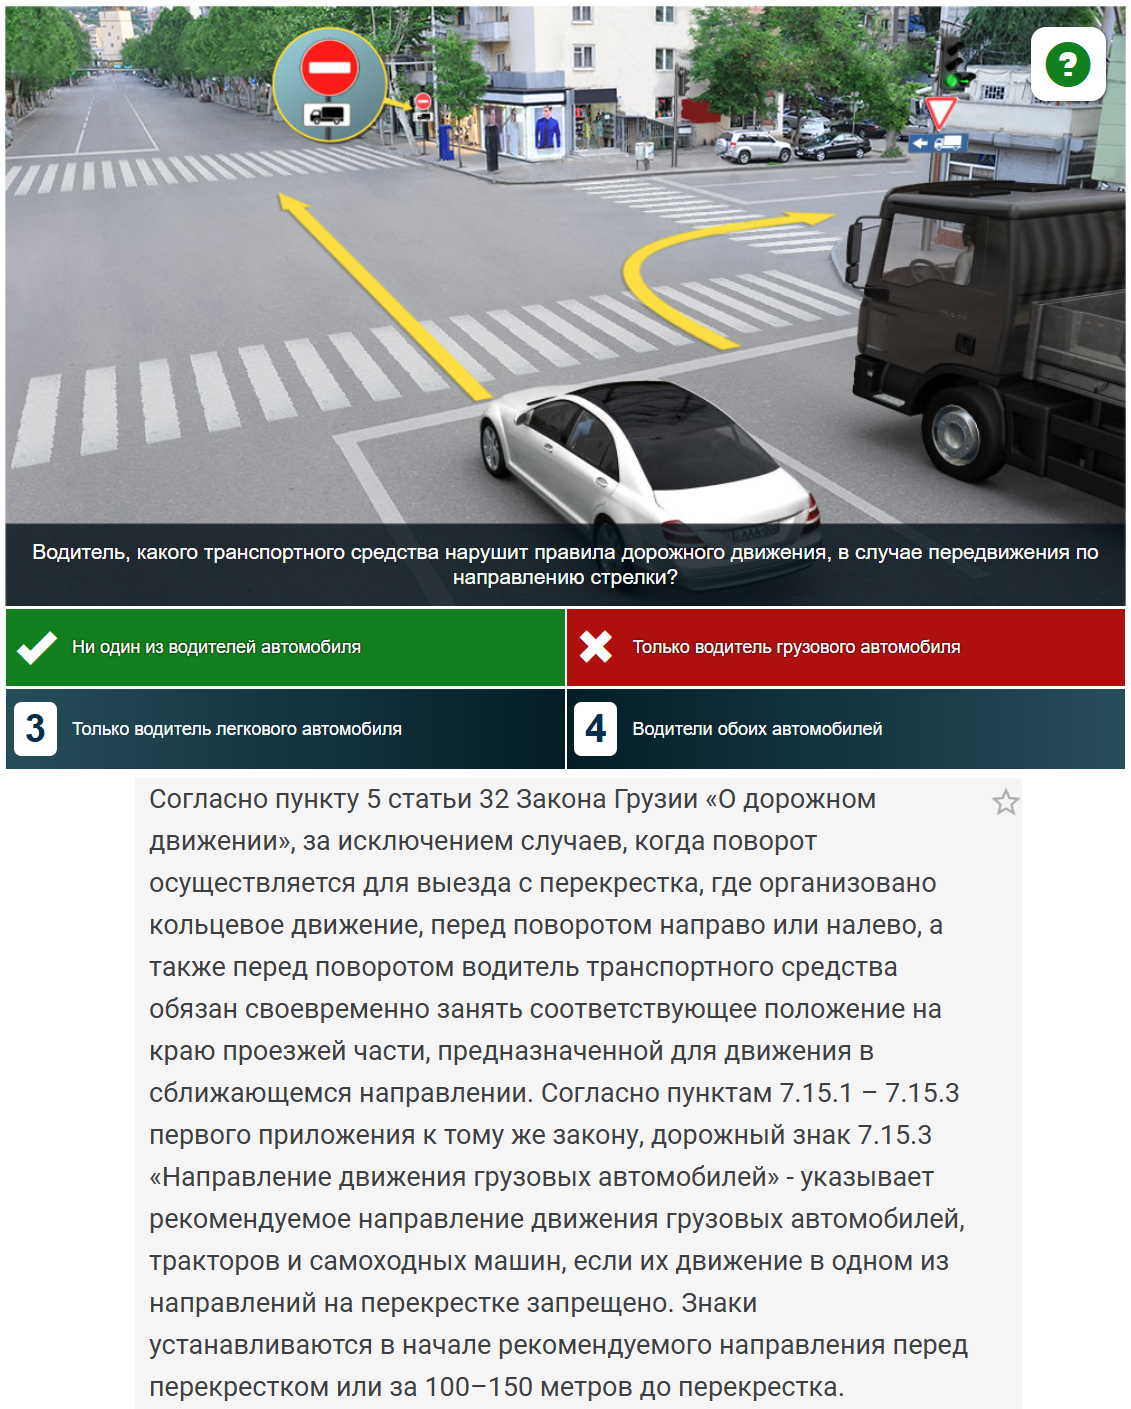 ?
Водитель, какого транспортного средства нарушит правила дорожного движения, в случае передвижения по
направлению стрелки?
Ни один из водителей автомобиля
Только водитель грузового автомобиля
3 Только водитель легкового автомобиля
4 Водители обоих автомобилей
Согласно пункту 5 статьи 32 Закона Грузии «О дорожном
движении», за исключением случаев, когда поворот
осуществляется для выезда с перекрестка, где организовано
кольцевое движение, перед поворотом направо или налево, а
также перед поворотом водитель транспортного средства
обязан своевременно занять соответствующее положение на
краю проезжей части, предназначенной для движения в
сближающемся направлении. Согласно пунктам 7.15.1 – 7.15.3
первого приложения к тому же закону, дорожный знак 7.15.3
«Направление движения грузовых автомобилей» - указывает
рекомендуемое направление движения грузовых автомобилей,
тракторов и самоходных машин, если их движение в одном из
направлений на перекрестке запрещено. Знаки
устанавливаются в начале рекомендуемого направления перед
перекрестком или за 100–150 метров до перекрестка.